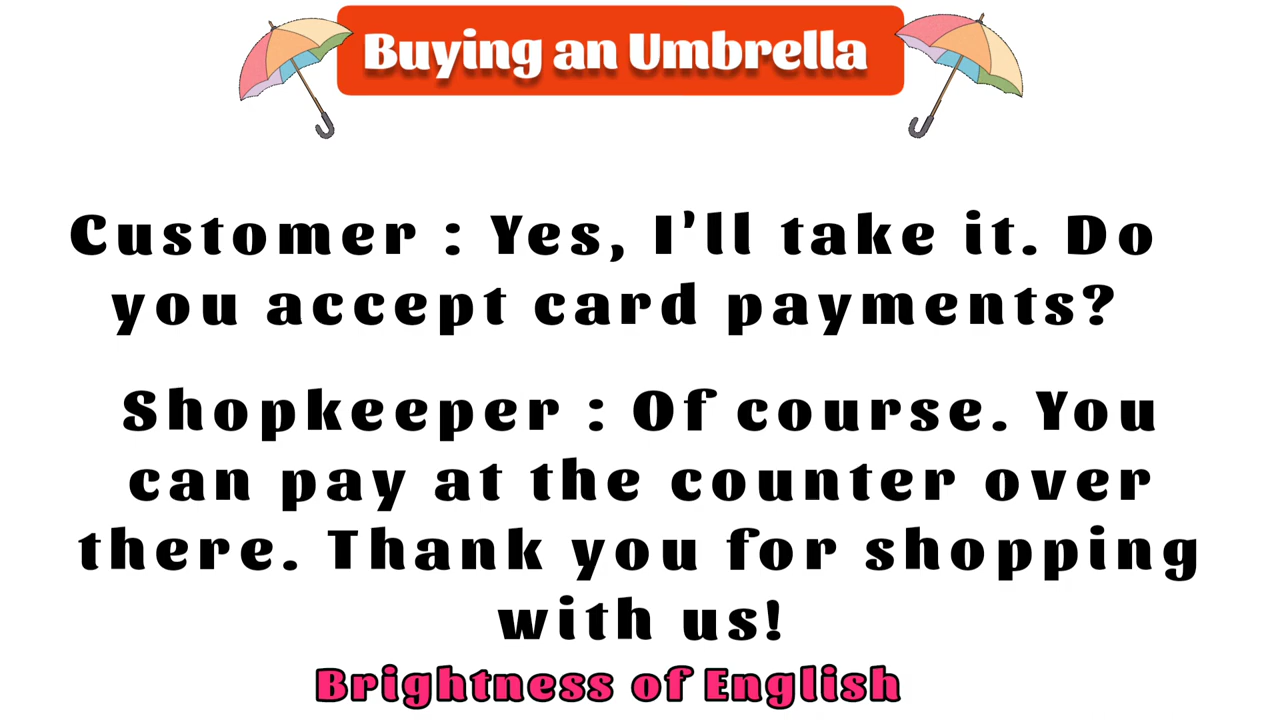 Buying an Umbrella
Customer : Yes, I'll take it. Do
you accept card payments?
Shopkeeper : Of course. You
can pay at the counter over
there. Thank you for shopping
with us!
Brightness of English